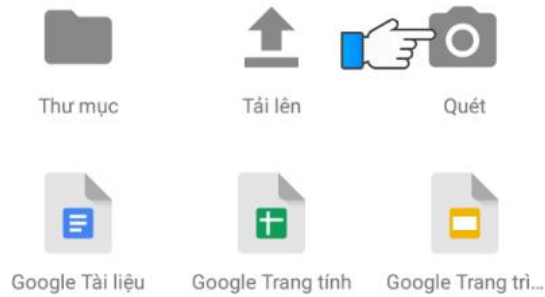 Thư mục
Tải lên
Quét
Google Tài liệu
Google Trang tính
Google Trang trì...